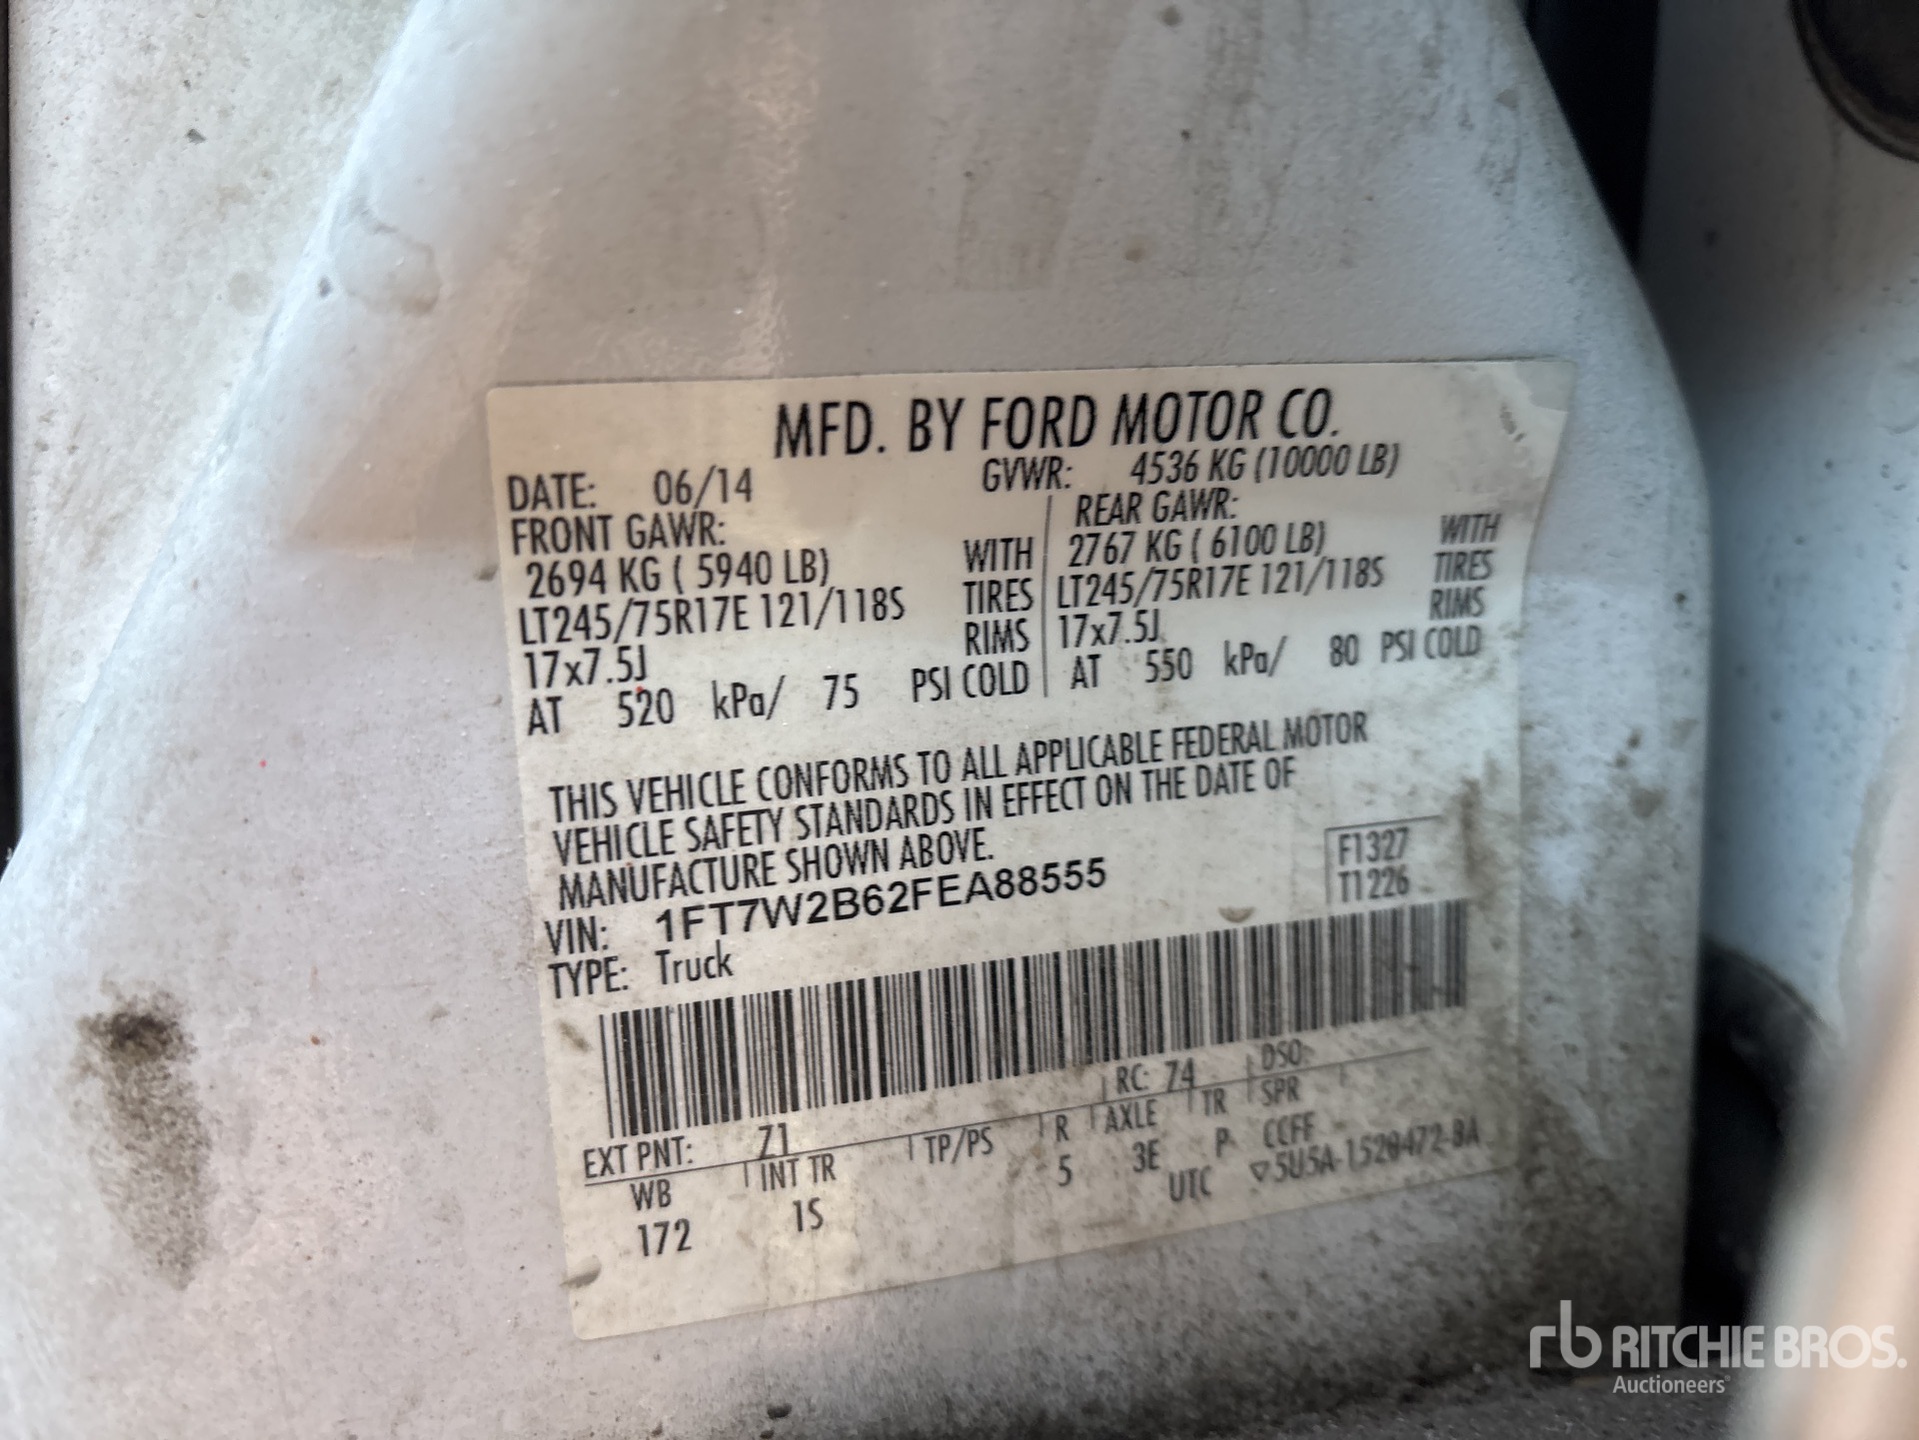 MFD. BY FORD MOTOR CO.
DATE: 06/14 GVWR: 4536 KG (10000 LB)
FRONT GAWR: REAR GAWR:
2694 KG ( 5940 LB) WITH 2767 KG ( 6100 LB) WITH
LT245/75R17E 121/118S TIRES LT245/75R17E 121/118S TIRES
17x7.5J RIMS 17x7.5J RIMS
AT 520 kPa/ 75 PSI COLD AT 550 kPa/ 80 PSI COLD
THIS VEHICLE CONFORMS TO ALL APPLICABLE FEDERAL MOTOR
VEHICLE SAFETY STANDARDS IN EFFECT ON THE DATE OF
MANUFACTURE SHOWN ABOVE.
F1327
VIN: 1FT7W2B62FEA88555
T1226
TYPE: Truck
EXT PNT: Z1 RC: 74 DSO:
WB INT TR TP/PS R AXLE TR SPR
172 1S 5 3E P CCFF
UTC ▽5U5A-1520472-BA
rb RITCHIE BROS.
Auctioneers®